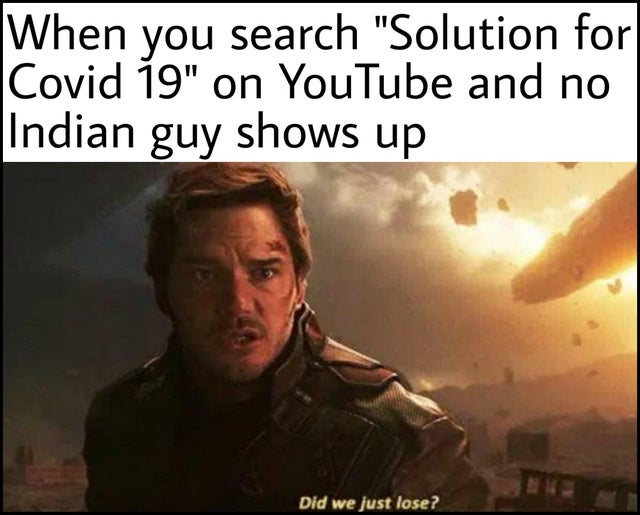 When you search "Solution for
Covid 19" on YouTube and no
Indian guy shows up
Did we just lose?